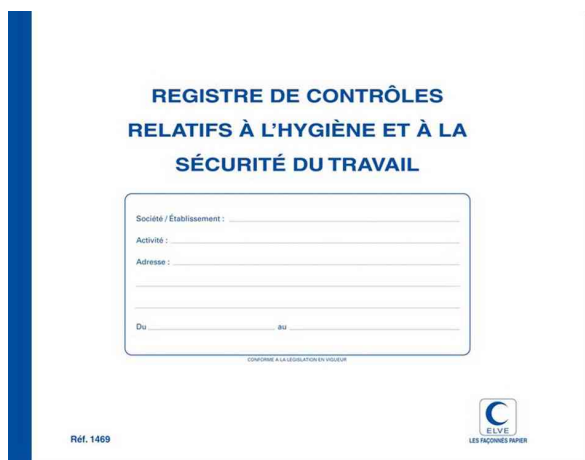 REGISTRE DE CONTRÔLES
RELATIFS À L'HYGIÈNE ET À LA
SÉCURITÉ DU TRAVAIL
Société / Établissement :
Activité :
Adresse :
Du au
CONFORME A LA LÉGISLATION EN VIGUEUR
Réf. 1469
ELVE
LES FAÇONNÉS PAPIER